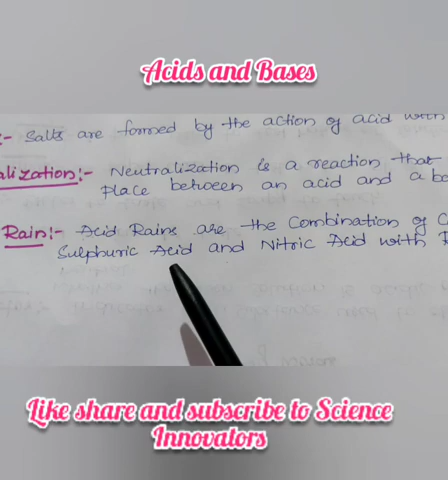 Acids and Bases
:- Salts are formed by the action of acid with
alization:- Neutralization is a reaction that
Place between an acid and a ba
Rain:- Acid Rains are the Combination of C
Sulphuric Acid and Nitric Acid with R
Like share and subscribe to Science
Innovators